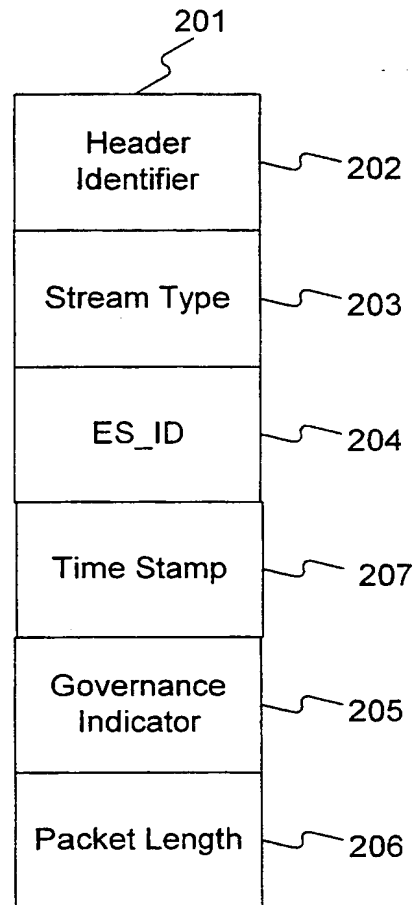 201
Header
Identifier
202
Stream Type
203
ES_ID
204
Time Stamp
207
Governance
Indicator
205
Packet Length
206